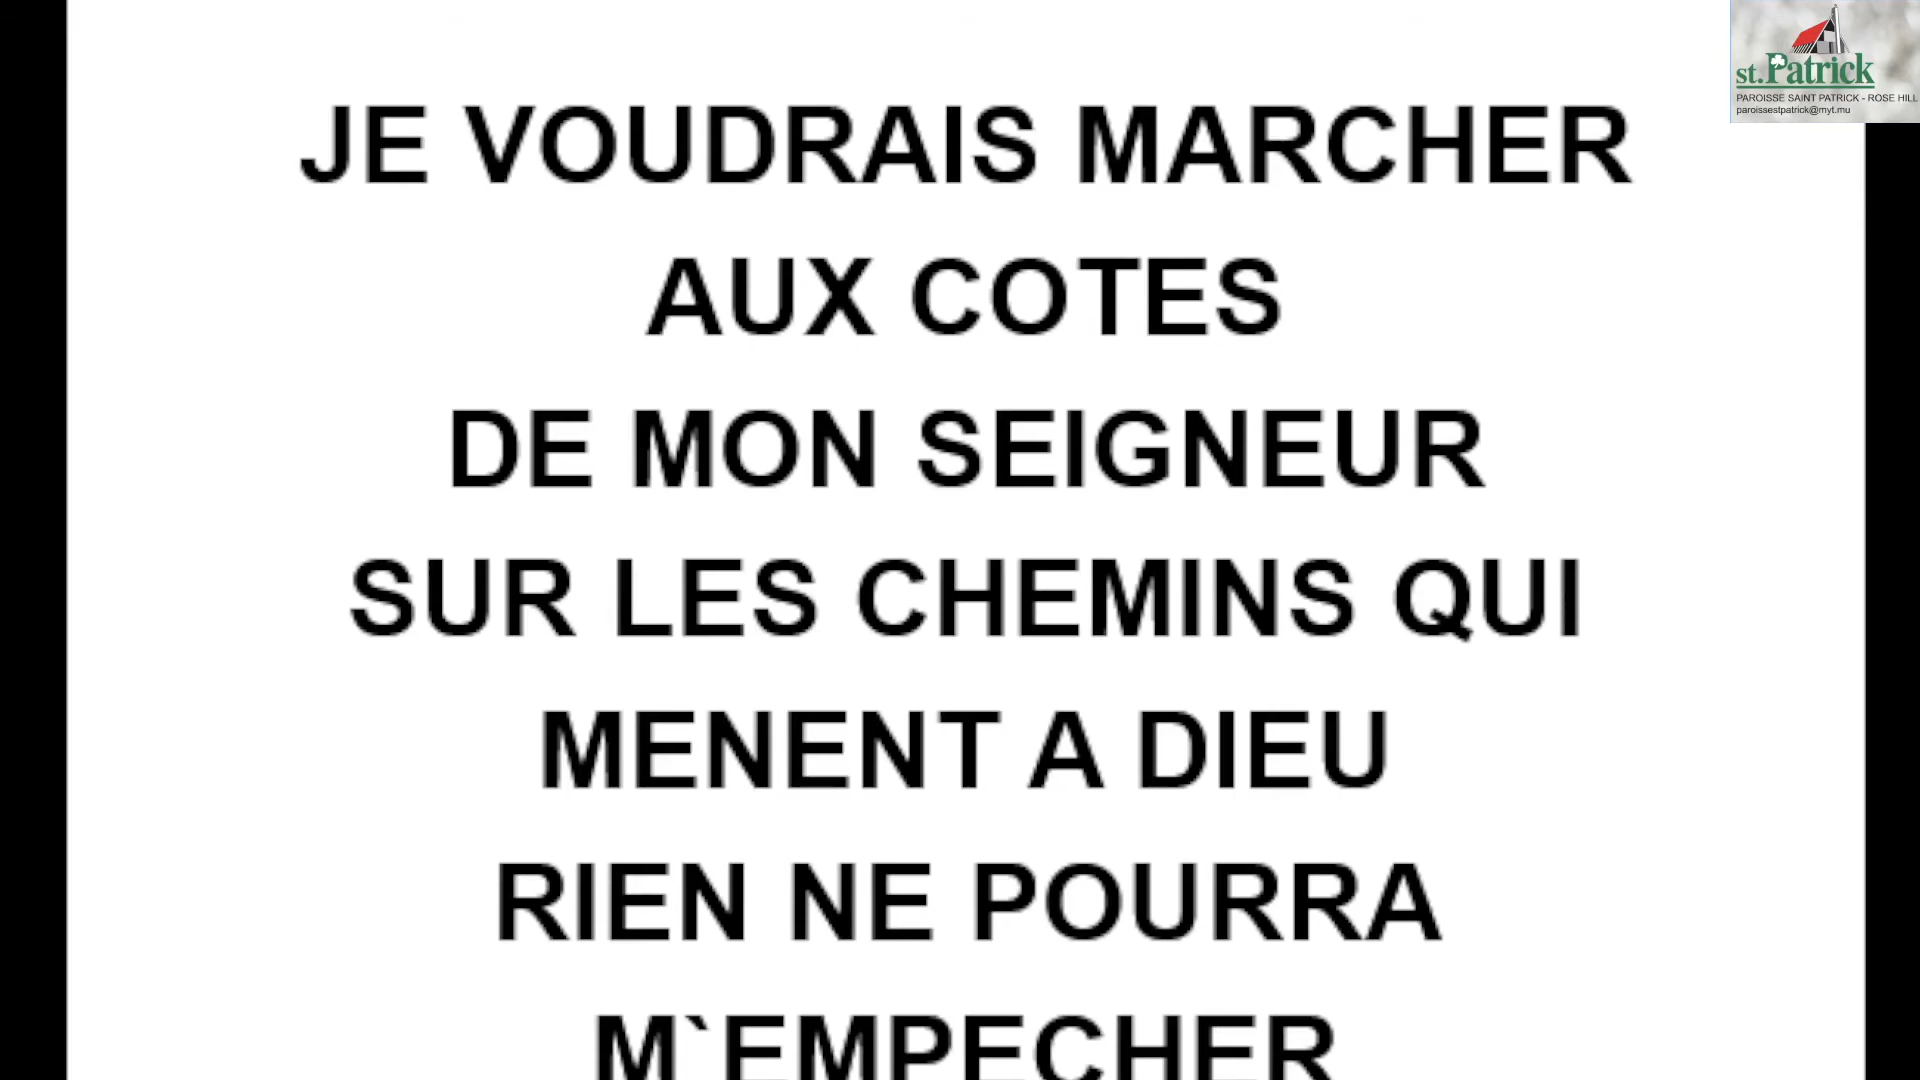 JE VOUDRAIS MARCHER
AUX COTES
DE MON SEIGNEUR
SUR LES CHEMINS QUI
MENENT A DIEU
RIEN NE POURRA
M`EMPECHER
st.Patrick
PAROISSE SAINT PATRICK - ROSE HILL
paroissestpatrick@myt.mu